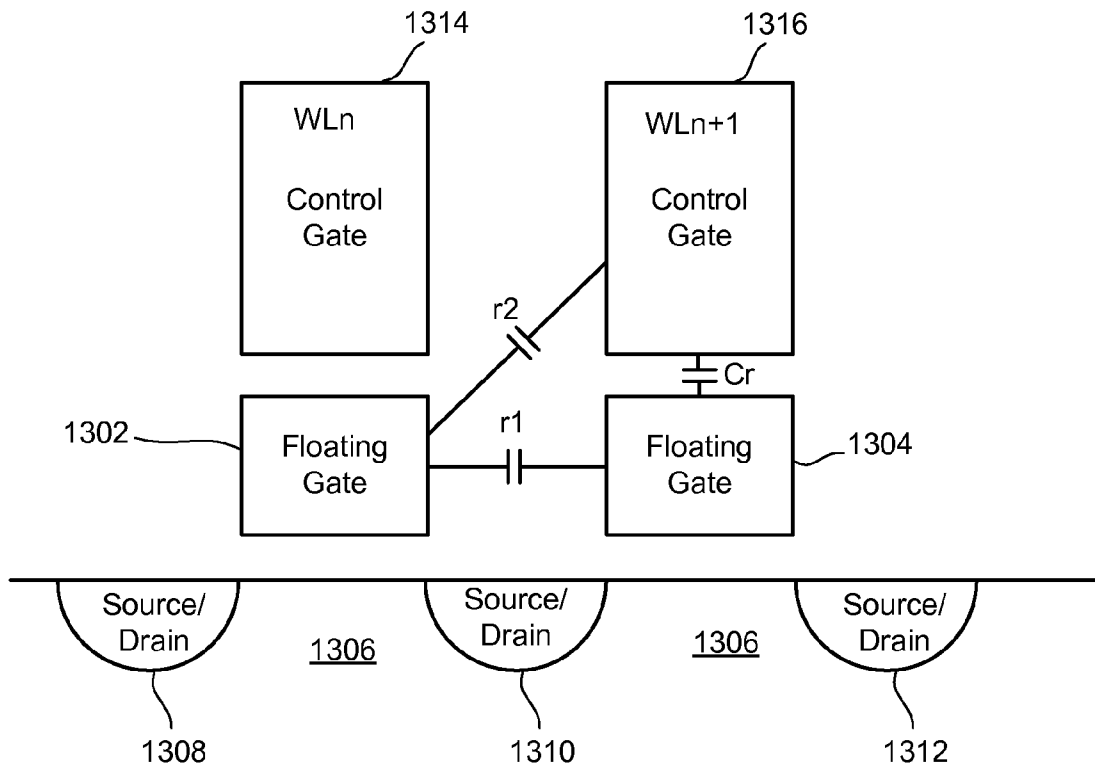 1314
1316
WLn
Control
Gate
WLn+1
Control
Gate
r2
Cr
r1
1302
Floating
Gate
Floating
Gate
1304
Source/
Drain
1306
Source/
Drain
1306
Source/
Drain
1308
1310
1312